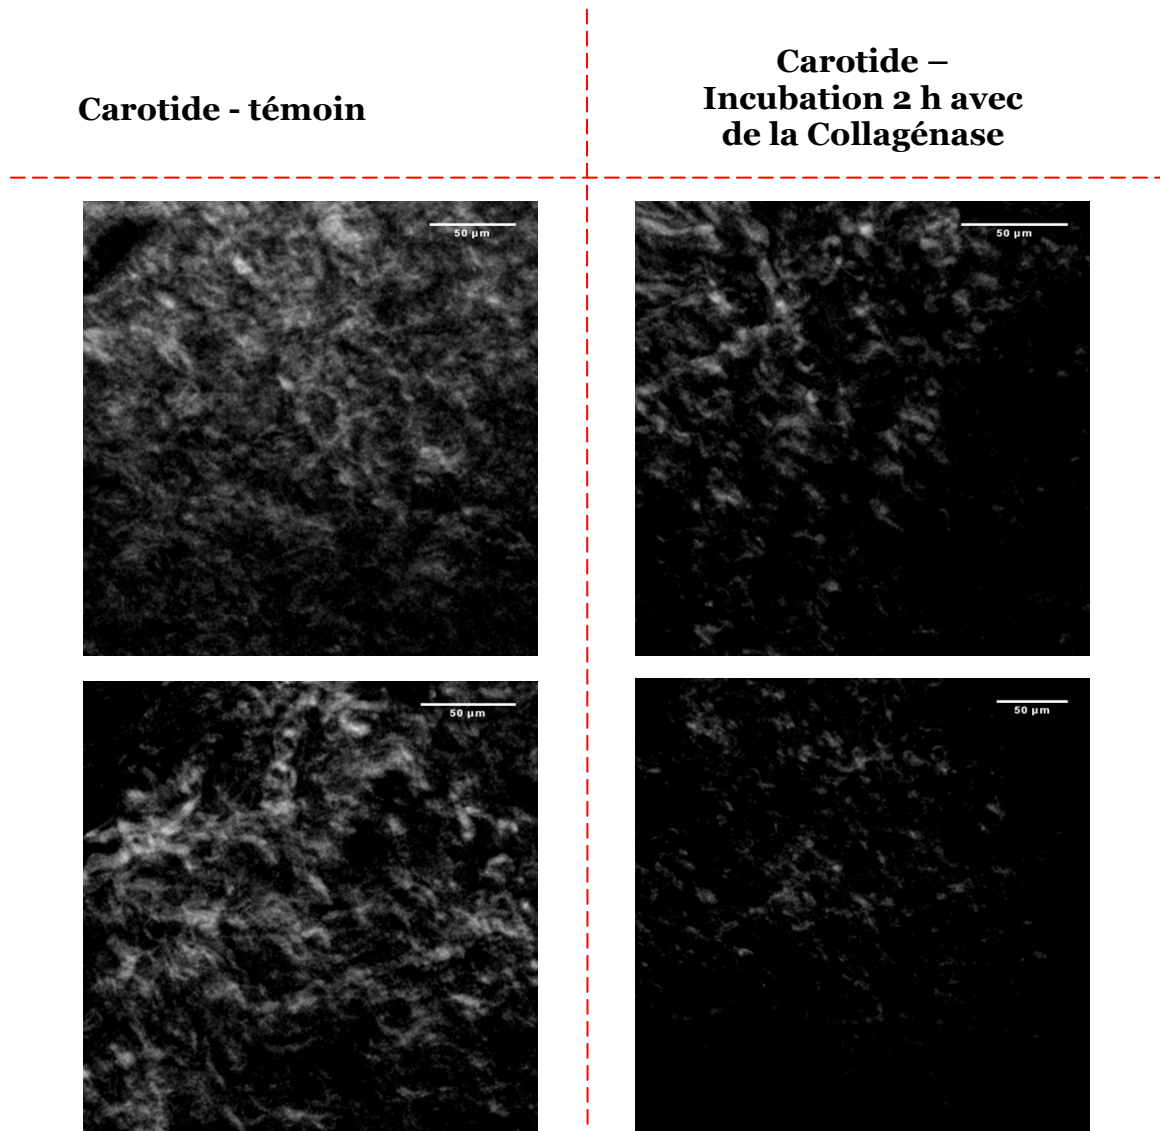 Carotide - témoin
Carotide –
Incubation 2 h avec
de la Collagénase
50 µm
50 µm
50 µm
50 µm